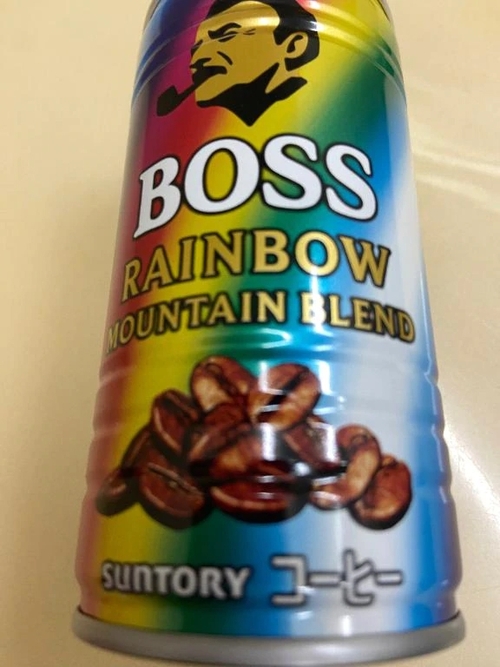 BOSS
RAINBOW
MOUNTAIN BLEND
SUNTORY コーヒー